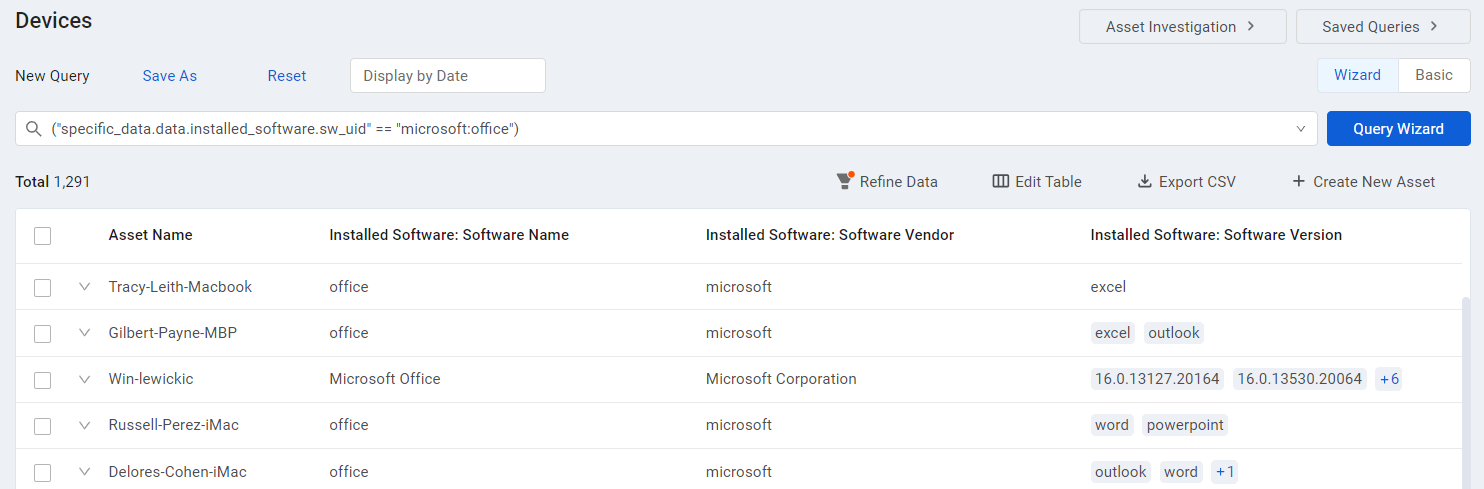 Devices
Asset Investigation
Saved Queries
New Query Save As Reset Display by Date Wizard Basic
("specific_data.data.installed_software.sw_uid" == "microsoft:office") Query Wizard
Total 1,291 Refine Data Edit Table Export CSV + Create New Asset
Asset Name Installed Software: Software Name Installed Software: Software Vendor Installed Software: Software Version
Tracy-Leith-Macbook office microsoft excel
Gilbert-Payne-MBP office microsoft excel outlook
Win-lewickic Microsoft Office Microsoft Corporation 16.0.13127.20164 16.0.13530.20064 +6
Russell-Perez-iMac office microsoft word powerpoint
Delores-Cohen-iMac office microsoft outlook word +1